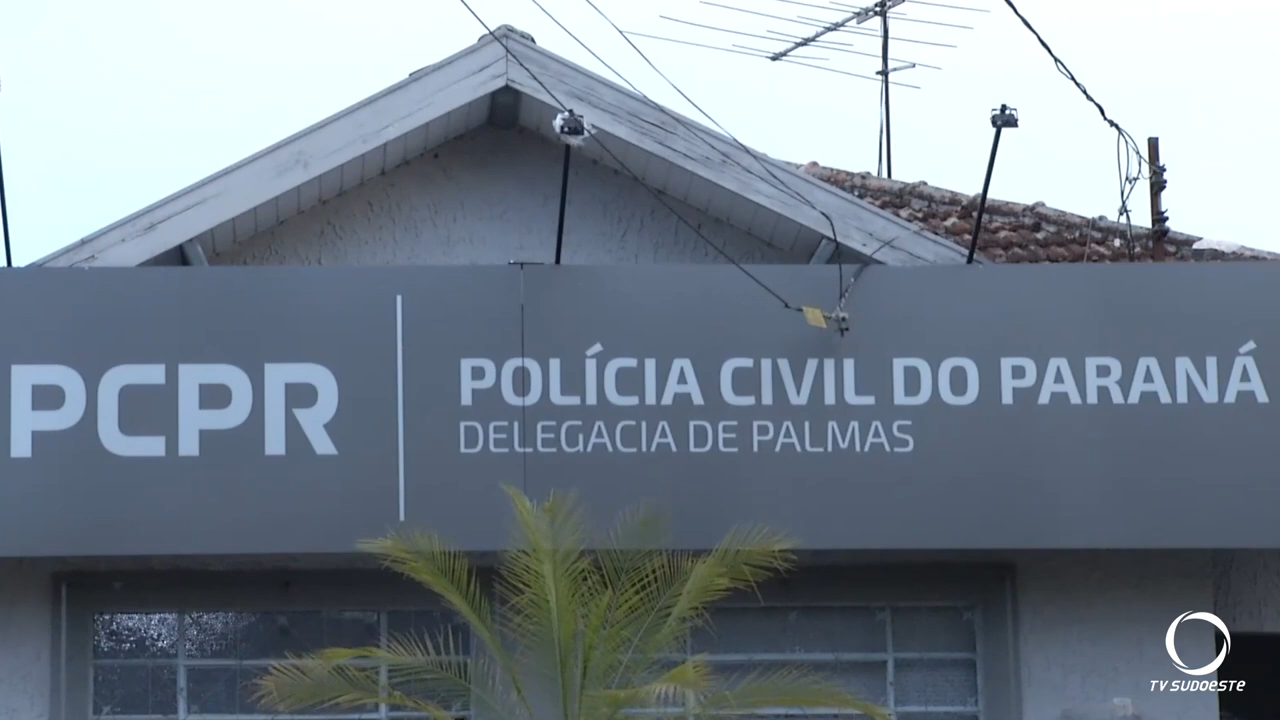 PCPR
POLÍCIA CIVIL DO PARANÁ
DELEGACIA DE PALMAS
TV SUDOESTE